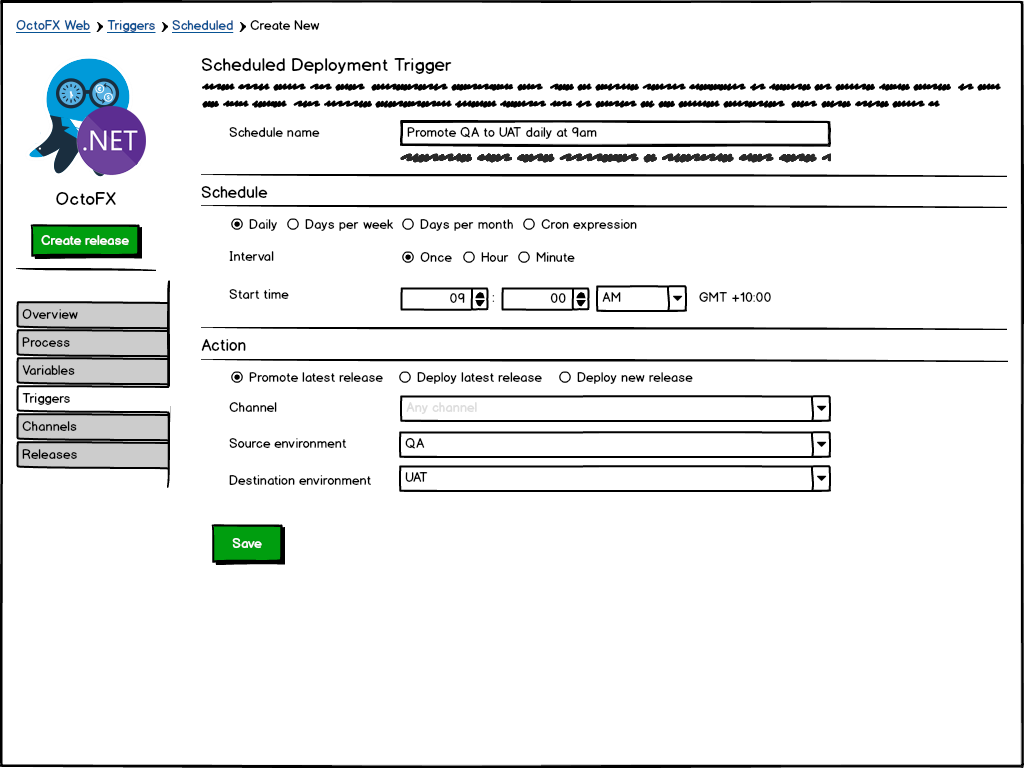 OctoFX Web ❯ Triggers ❯ Scheduled ❯ Create New
.NET
OctoFX
Create release
Overview
Process
Variables
Triggers
Channels
Releases
Scheduled Deployment Trigger
Schedule name Promote QA to UAT daily at 9am
Schedule
Daily Days per week Days per month Cron expression
Interval Once Hour Minute
Start time 09 : 00 AM GMT +10:00
Action
Promote latest release Deploy latest release Deploy new release
Channel Any channel
Source environment QA
Destination environment UAT
Save